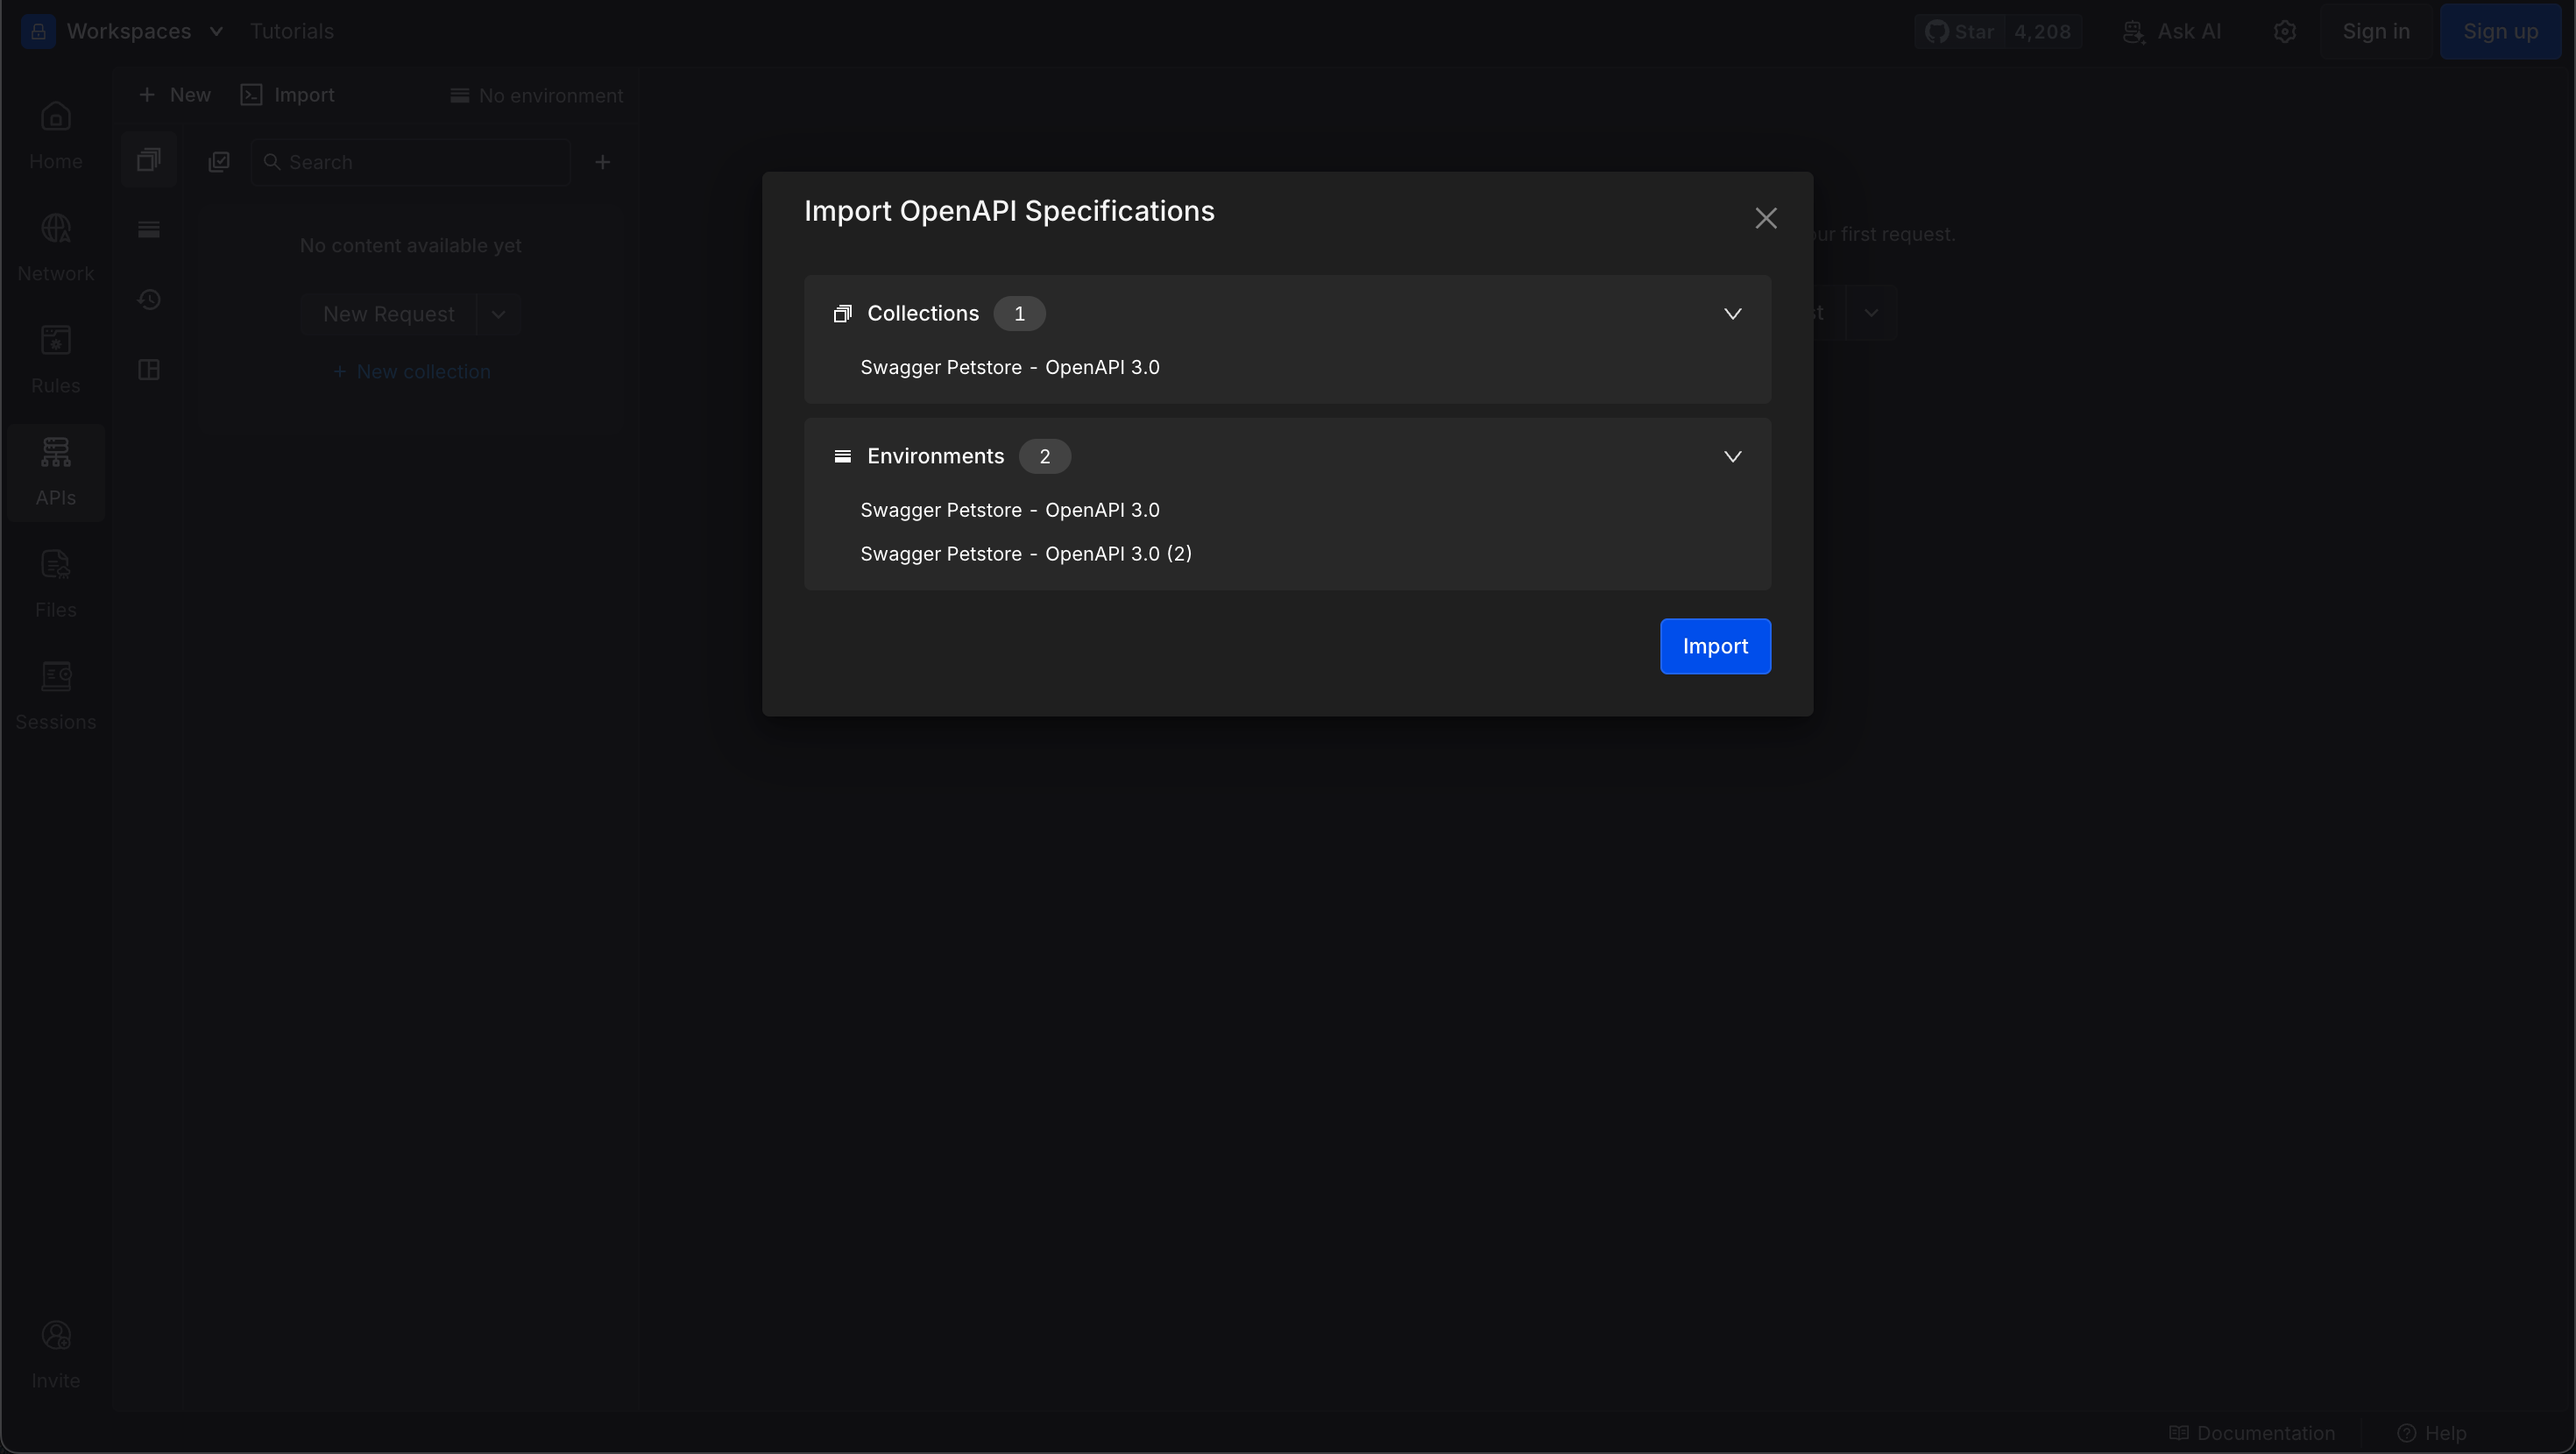 Workspaces
Tutorials
Star 4,208
Ask AI
Sign in
Sign up
New
Import
No environment
Home
Network
Rules
APIs
Files
Sessions
Invite
Search
No content available yet
New Request
+ New collection
our first request.
st
Import OpenAPI Specifications
Collections 1
Swagger Petstore - OpenAPI 3.0
Environments 2
Swagger Petstore - OpenAPI 3.0
Swagger Petstore - OpenAPI 3.0 (2)
Import
Documentation
Help